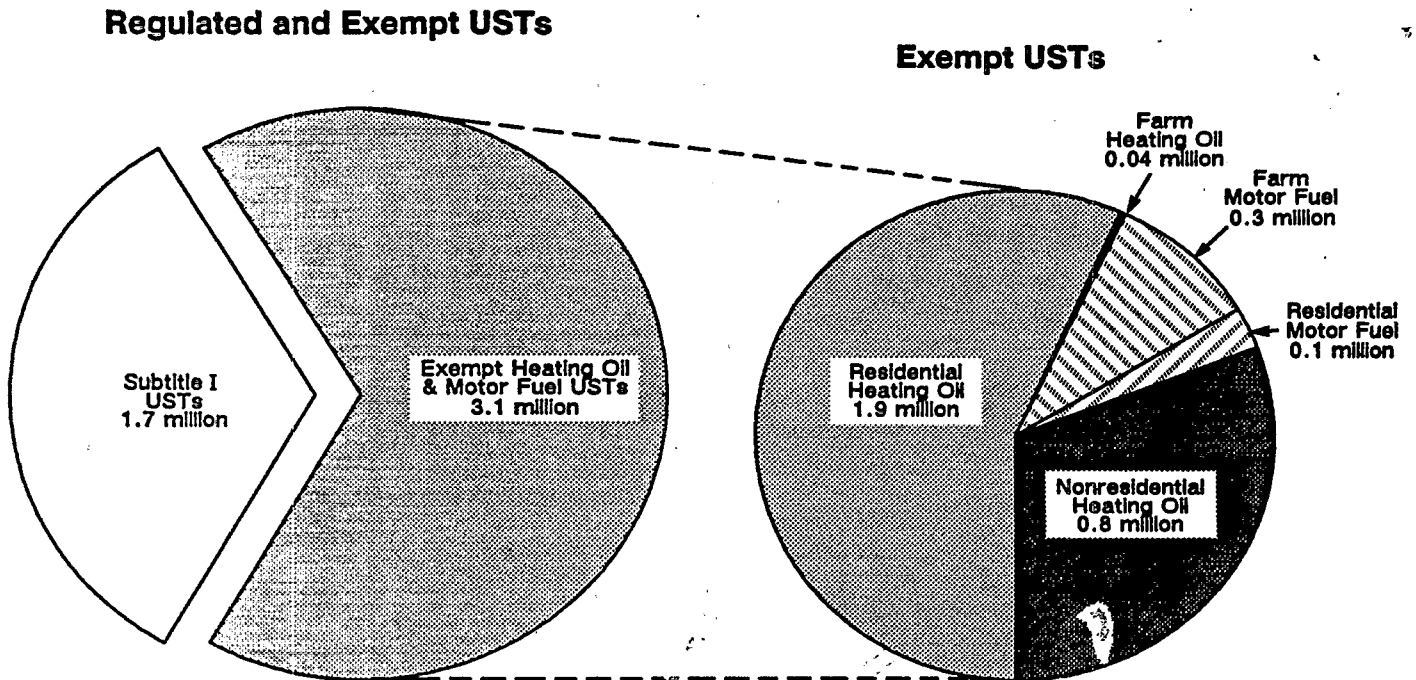 Regulated and Exempt USTs
Exempt USTs
Subtitle I
USTs
1.7 million
Exempt Heating Oil
& Motor Fuel USTs
3.1 million
Residential
Heating Oil
1.9 million
Farm
Heating Oil
0.04 million
Farm
Motor Fuel
0.3 million
Residential
Motor Fuel
0.1 million
Nonresidential
Heating Oil
0.8 million